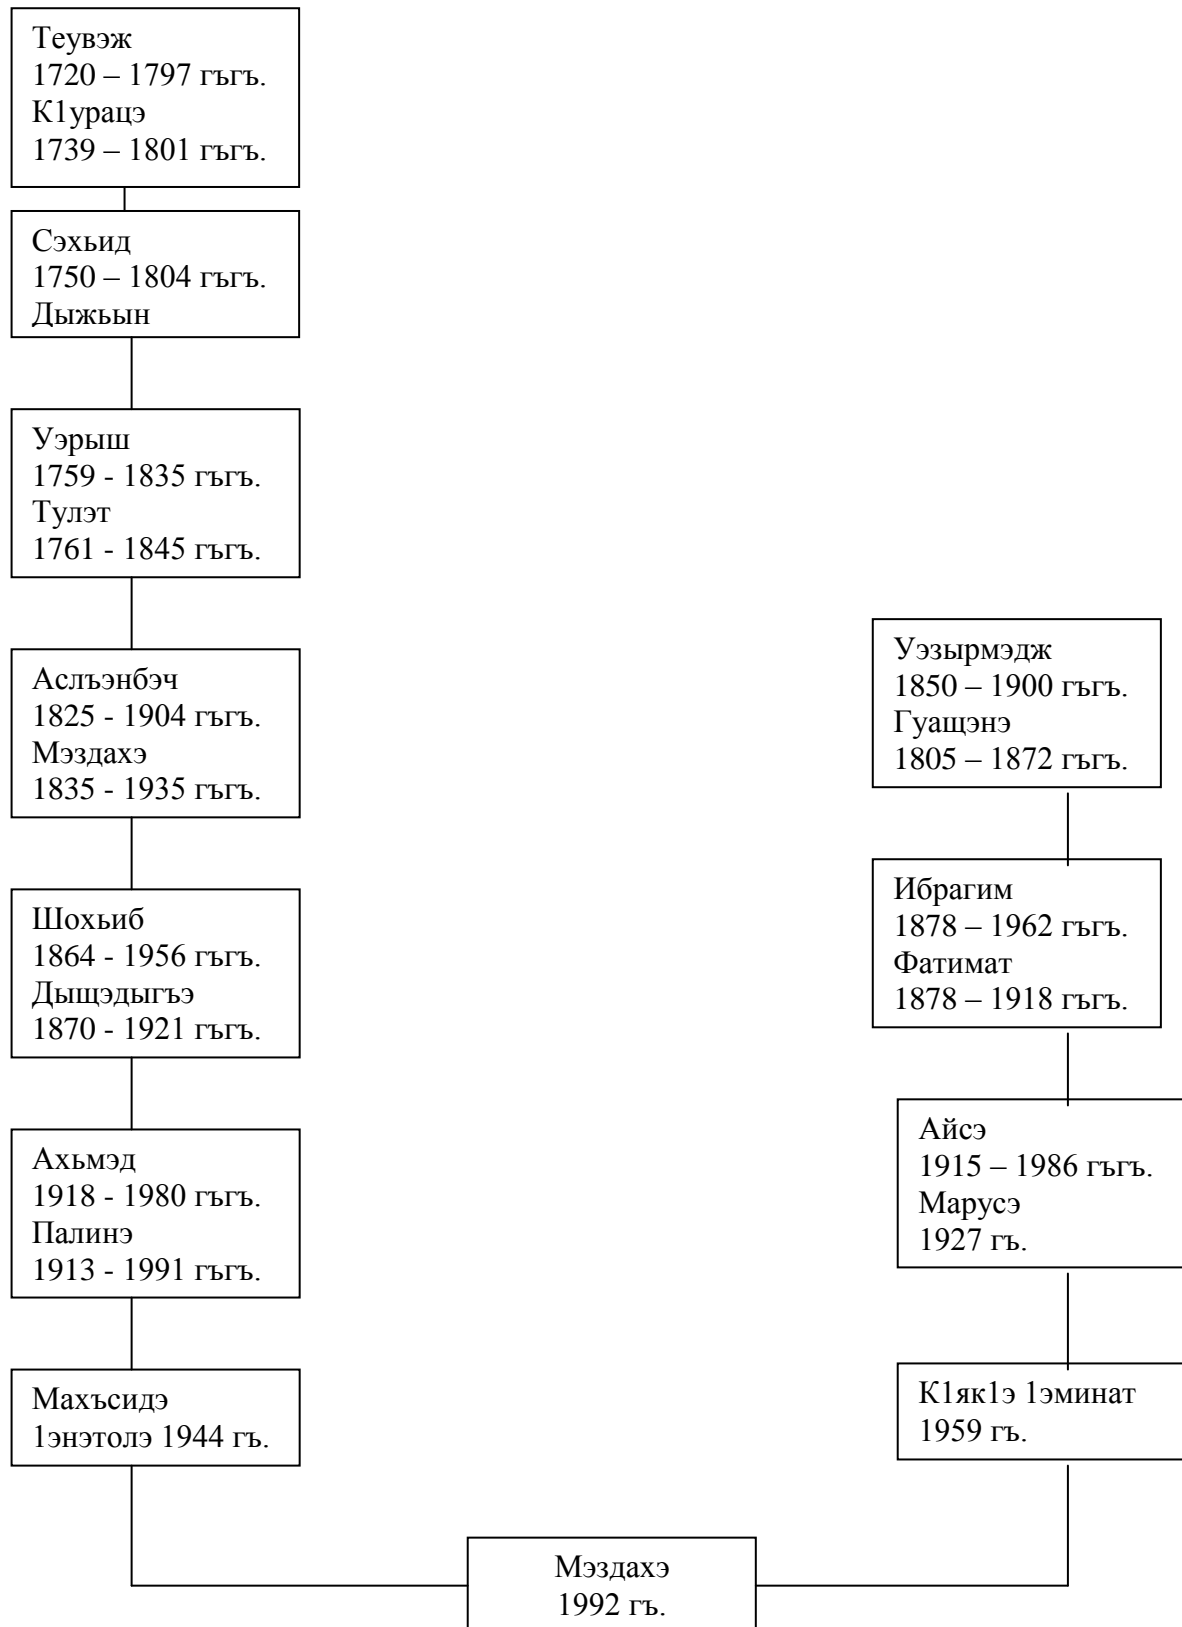 Теувэж
1720 – 1797 гъгъ.
К1урацэ
1739 – 1801 гъгъ.
Сэхьид
1750 – 1804 гъгъ.
Дыжьын
Уэрыш
1759 - 1835 гъгъ.
Тулэт
1761 - 1845 гъгъ.
Аслъэнбэч
1825 - 1904 гъгъ.
Мэздахэ
1835 - 1935 гъгъ.
Шохьиб
1864 - 1956 гъгъ.
Дыщэдыгъэ
1870 - 1921 гъгъ.
Ахьмэд
1918 - 1980 гъгъ.
Палинэ
1913 - 1991 гъгъ.
Махъсидэ
1энэтолэ 1944 гъ.
Уэзырмэдж
1850 – 1900 гъгъ.
Гуащэнэ
1805 – 1872 гъгъ.
Ибрагим
1878 – 1962 гъгъ.
Фатимат
1878 – 1918 гъгъ.
Айсэ
1915 – 1986 гъгъ.
Марусэ
1927 гъ.
К1як1э 1эминат
1959 гъ.
Мэздахэ
1992 гъ.